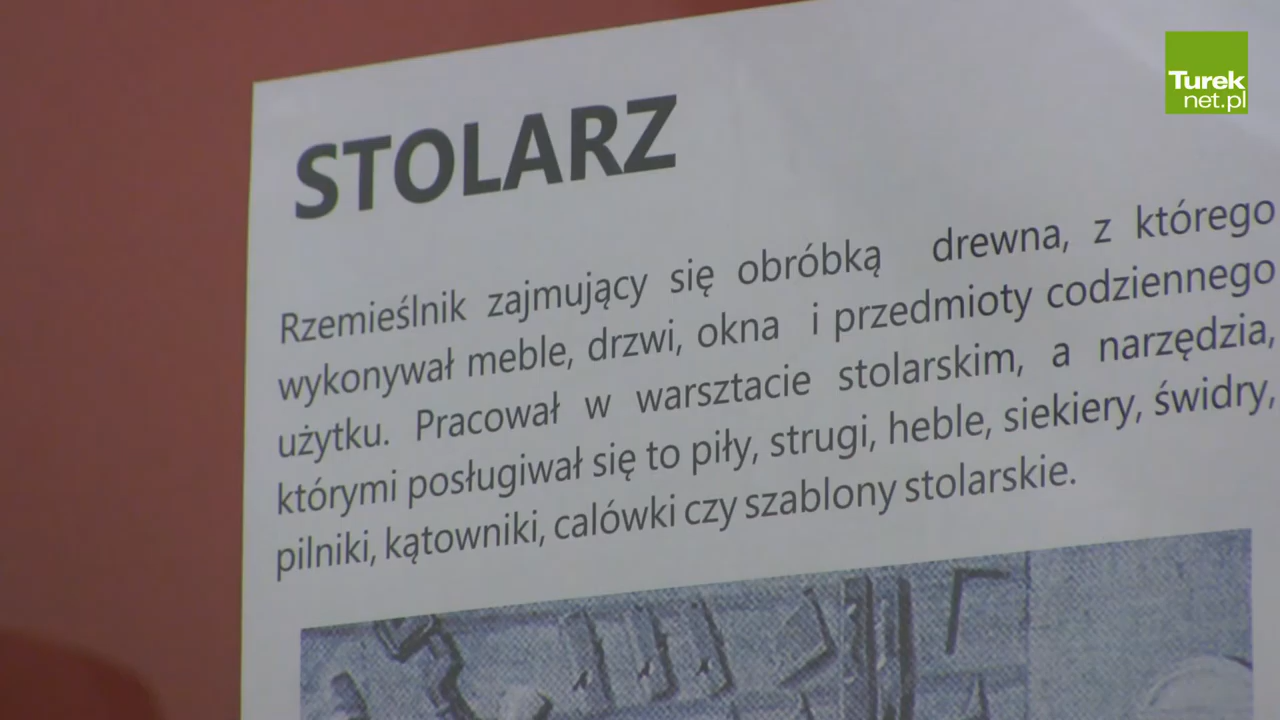 Turek
net.pl
STOLARZ
Rzemieślnik zajmujący się obróbką drewna, z którego
wykonywał meble, drzwi, okna i przedmioty codziennego
użytku. Pracował w warsztacie stolarskim, a narzędzia,
którymi posługiwał się to piły, strugi, heble, siekiery, świdry,
pilniki, kątowniki, calówki czy szablony stolarskie.